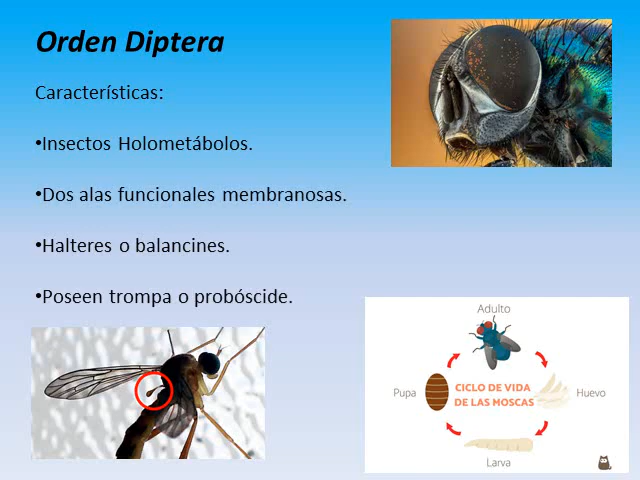 Orden Diptera
Características:
•Insectos Holometábolos.
•Dos alas funcionales membranosas.
•Halteres o balancines.
•Poseen trompa o probóscide.
Adulto
Pupa
CICLO DE VIDA
DE LAS MOSCAS
Huevo
Larva